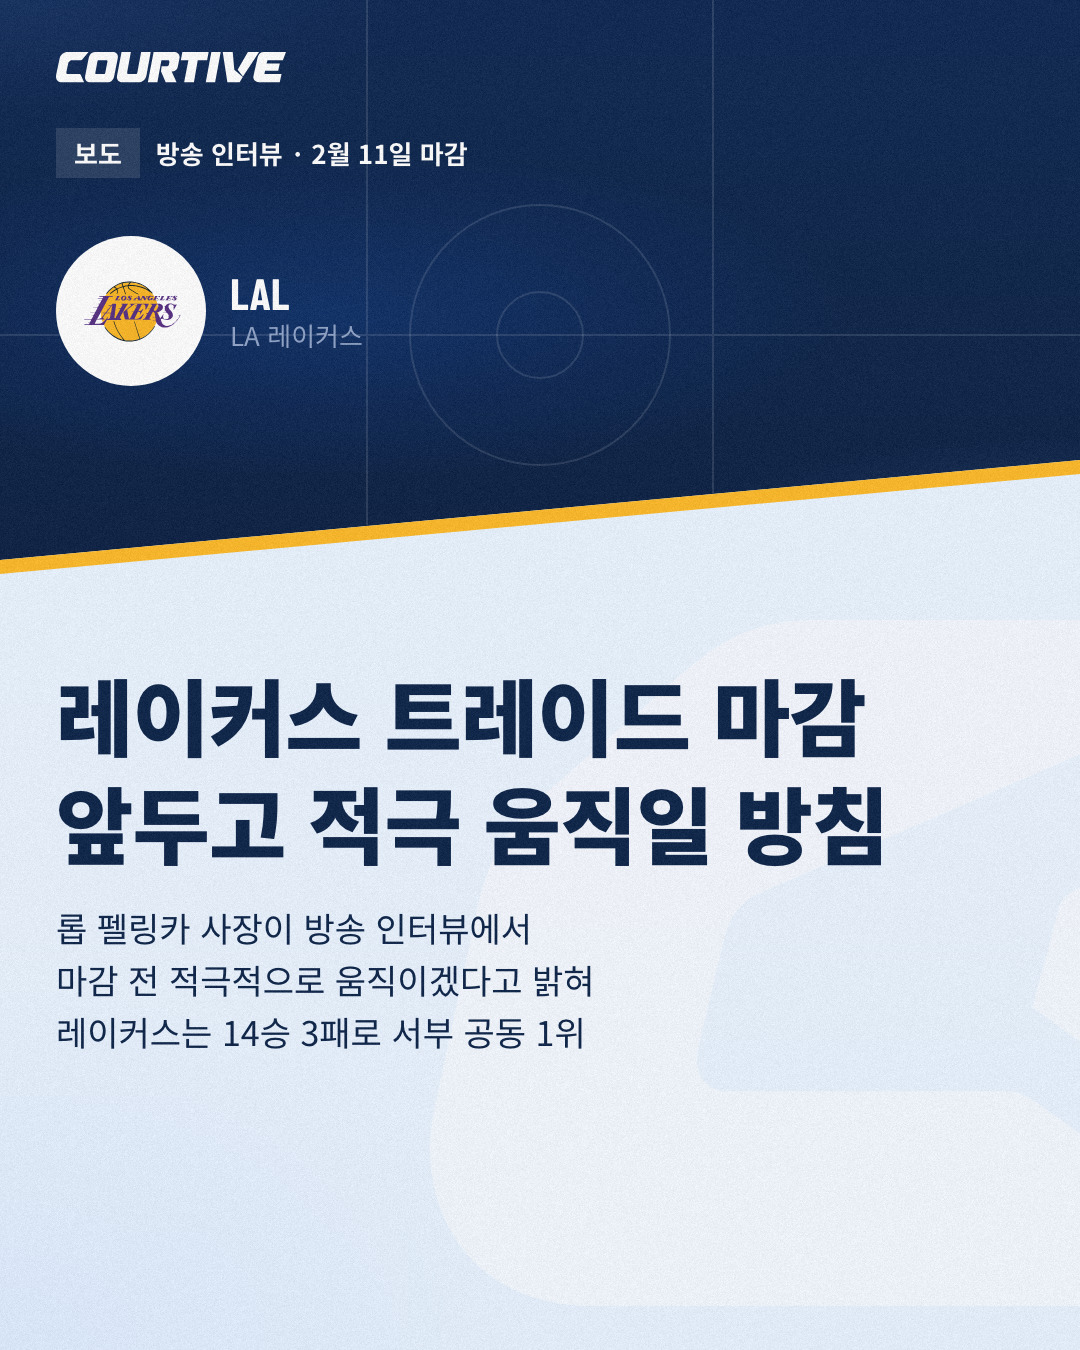 COURTIVE
보도 방송 인터뷰 · 2월 11일 마감
LOS ANGELES
LAKERS
LAL
LA 레이커스
레이커스 트레이드 마감
앞두고 적극 움직일 방침
롭 펠링카 사장이 방송 인터뷰에서
마감 전 적극적으로 움직이겠다고 밝혀
레이커스는 14승 3패로 서부 공동 1위